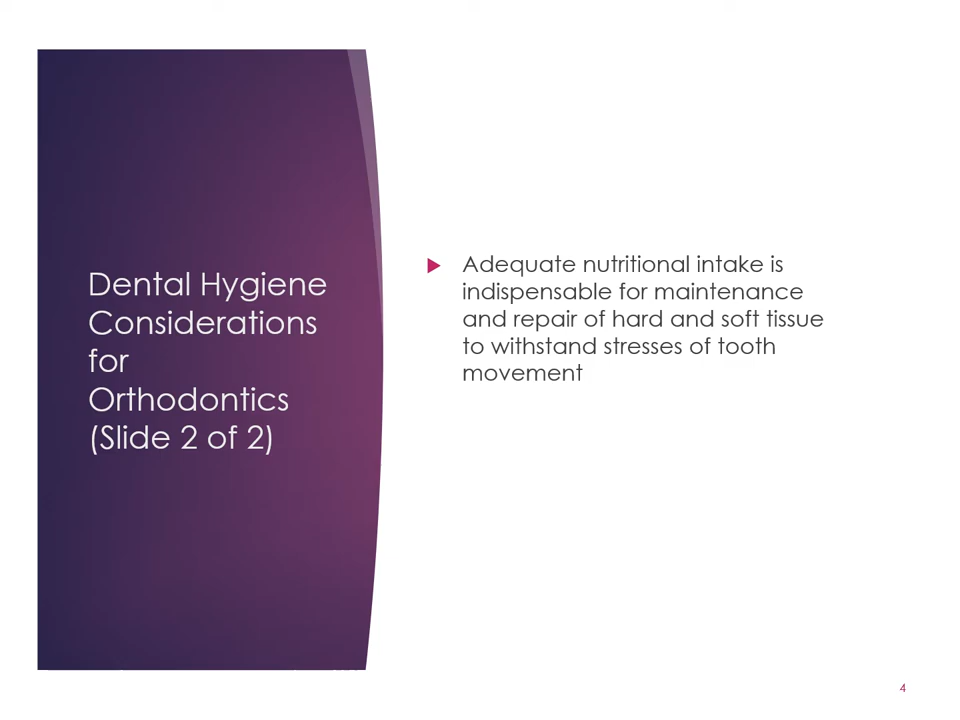 Dental Hygiene
Considerations
for
Orthodontics
(Slide 2 of 2)
Adequate nutritional intake is
indispensable for maintenance
and repair of hard and soft tissue
to withstand stresses of tooth
movement
4